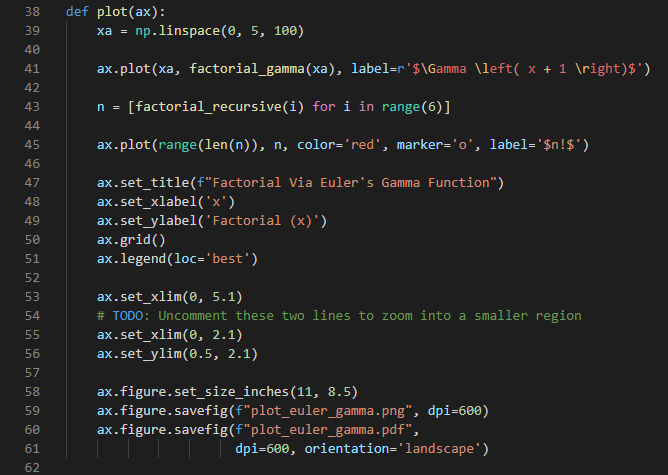 38 def plot(ax):
39     xa = np.linspace(0, 5, 100)
40
41     ax.plot(xa, factorial_gamma(xa), label=r'$\Gamma \left( x + 1 \right)$')
42
43     n = [factorial_recursive(i) for i in range(6)]
44
45     ax.plot(range(len(n)), n, color='red', marker='o', label='$n!$')
46
47     ax.set_title(f"Factorial Via Euler's Gamma Function")
48     ax.set_xlabel('x')
49     ax.set_ylabel('Factorial (x)')
50     ax.grid()
51     ax.legend(loc='best')
52
53     ax.set_xlim(0, 5.1)
54     # TODO: Uncomment these two lines to zoom into a smaller region
55     ax.set_xlim(0, 2.1)
56     ax.set_ylim(0.5, 2.1)
57
58     ax.figure.set_size_inches(11, 8.5)
59     ax.figure.savefig(f"plot_euler_gamma.png", dpi=600)
60     ax.figure.savefig(f"plot_euler_gamma.pdf",
61                       dpi=600, orientation='landscape')
62